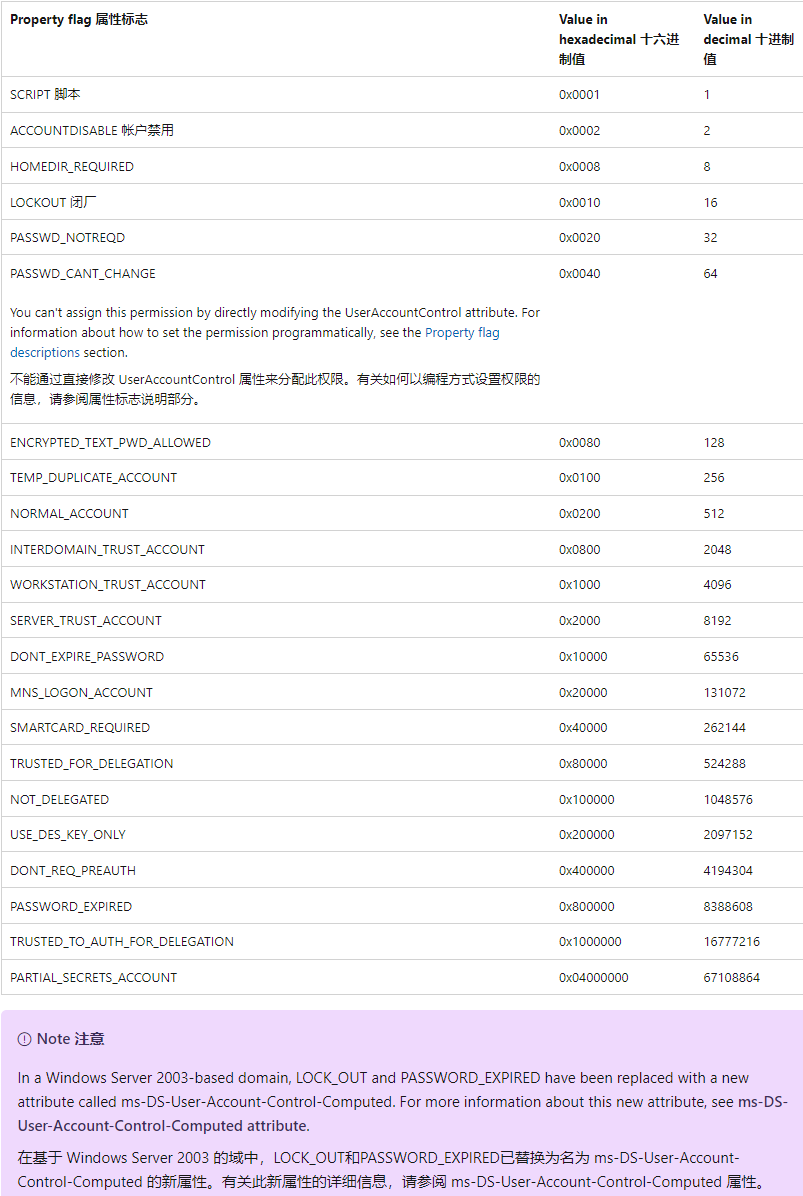 Property flag 属性标志 Value in hexadecimal 十六进制值 Value in decimal 十进制值
SCRIPT 脚本 0x0001 1
ACCOUNTDISABLE 帐户禁用 0x0002 2
HOMEDIR_REQUIRED 0x0008 8
LOCKOUT 闭厂 0x0010 16
PASSWD_NOTREQD 0x0020 32
PASSWD_CANT_CHANGE 0x0040 64
You can't assign this permission by directly modifying the UserAccountControl attribute. For
information about how to set the permission programmatically, see the Property flag
descriptions section.
不能通过直接修改 UserAccountControl 属性来分配此权限。有关如何以编程方式设置权限的
信息，请参阅属性标志说明部分。
ENCRYPTED_TEXT_PWD_ALLOWED 0x0080 128
TEMP_DUPLICATE_ACCOUNT 0x0100 256
NORMAL_ACCOUNT 0x0200 512
INTERDOMAIN_TRUST_ACCOUNT 0x0800 2048
WORKSTATION_TRUST_ACCOUNT 0x1000 4096
SERVER_TRUST_ACCOUNT 0x2000 8192
DONT_EXPIRE_PASSWORD 0x10000 65536
MNS_LOGON_ACCOUNT 0x20000 131072
SMARTCARD_REQUIRED 0x40000 262144
TRUSTED_FOR_DELEGATION 0x80000 524288
NOT_DELEGATED 0x100000 1048576
USE_DES_KEY_ONLY 0x200000 2097152
DONT_REQ_PREAUTH 0x400000 4194304
PASSWORD_EXPIRED 0x800000 8388608
TRUSTED_TO_AUTH_FOR_DELEGATION 0x1000000 16777216
PARTIAL_SECRETS_ACCOUNT 0x04000000 67108864
Note 注意
In a Windows Server 2003-based domain, LOCK_OUT and PASSWORD_EXPIRED have been replaced with a new
attribute called ms-DS-User-Account-Control-Computed. For more information about this new attribute, see ms-DS-
User-Account-Control-Computed attribute.
在基于 Windows Server 2003 的域中，LOCK_OUT和PASSWORD_EXPIRED已替换为名为 ms-DS-User-Account-
Control-Computed 的新属性。有关此新属性的详细信息，请参阅 ms-DS-User-Account-Control-Computed 属性。